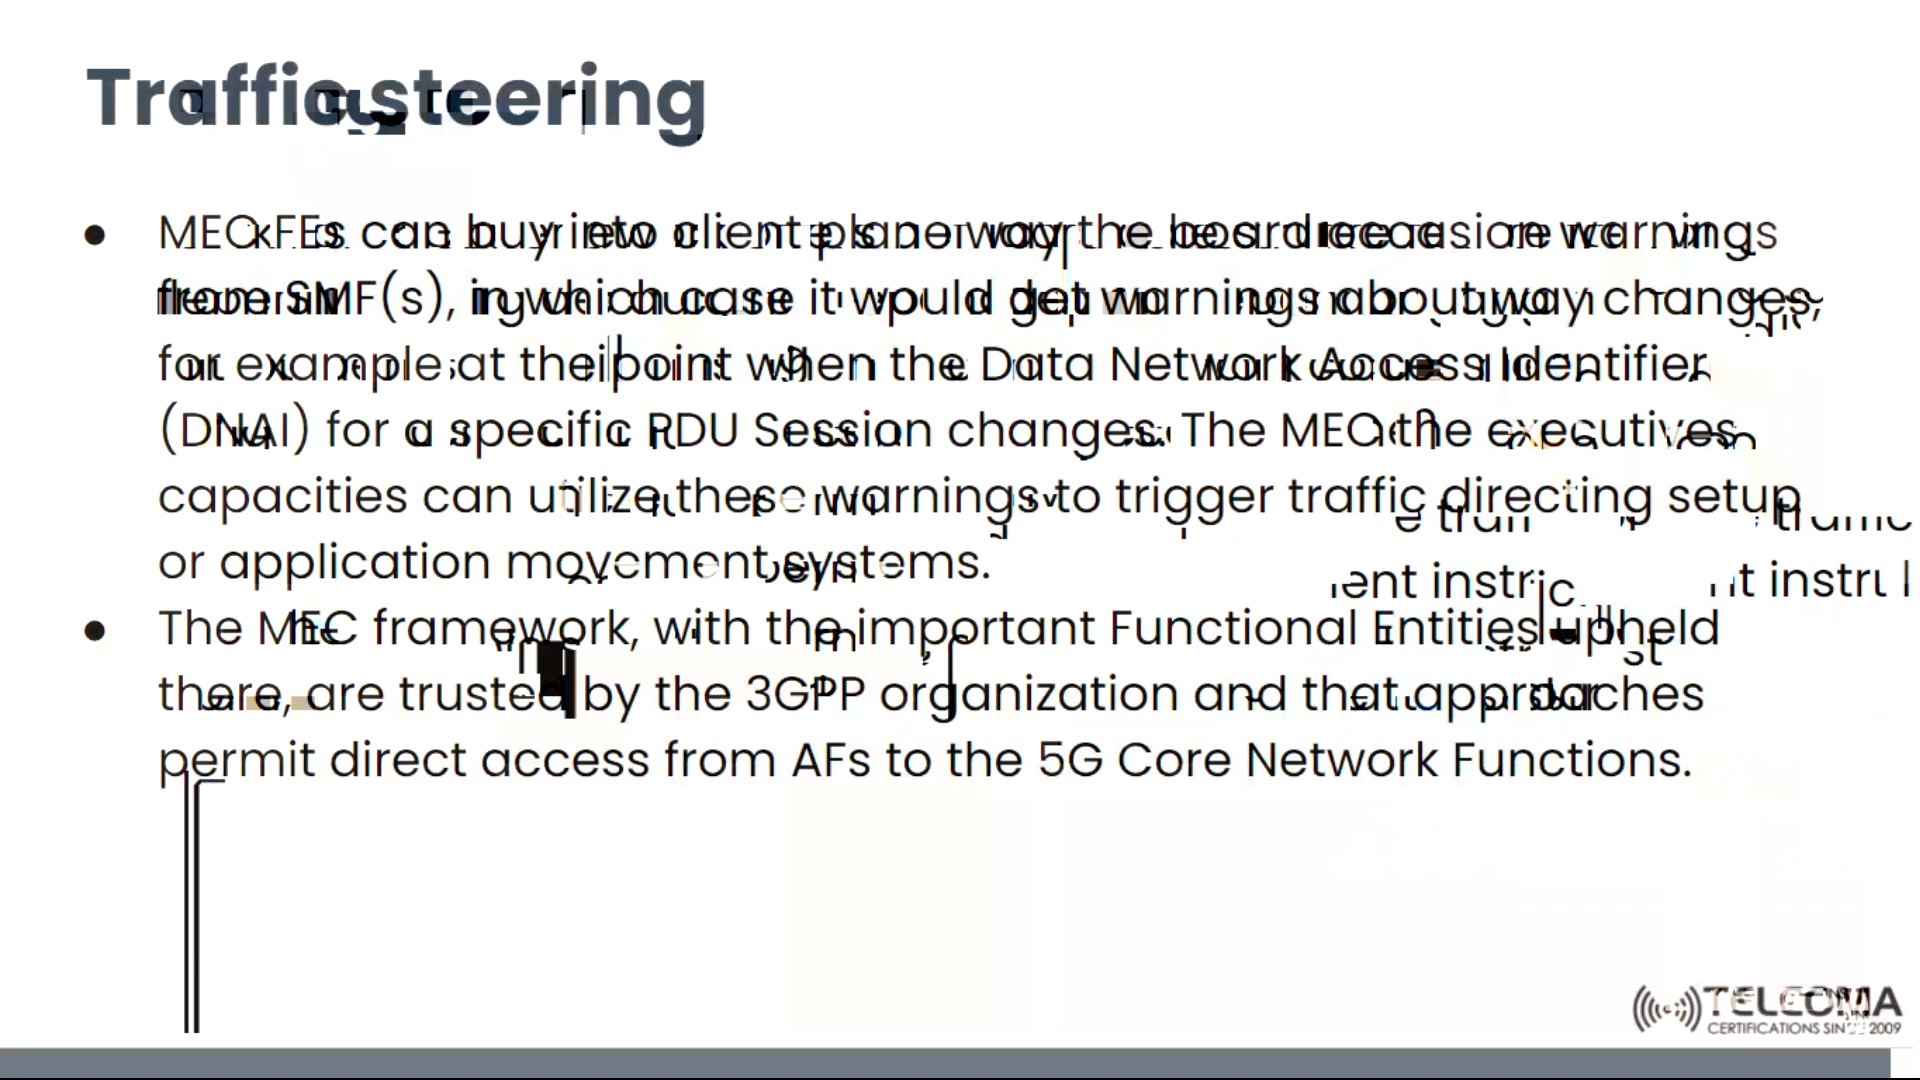 Traffic steering
● MEC FEs can buy into client plane way the board occasion warnings
from SMF(s), in which case it would get warnings about way changes,
for example at the point when the Data Network Access Identifier
(DNAI) for a specific PDU Session changes. The MEC the executives
capacities can utilize these warnings to trigger traffic directing setup
or application movement systems.
● The MEC framework, with the important Functional Entities upheld
there, are trusted by the 3GPP organization and that approaches
permit direct access from AFs to the 5G Core Network Functions.
TELCOMA
CERTIFICATIONS SINCE 2009